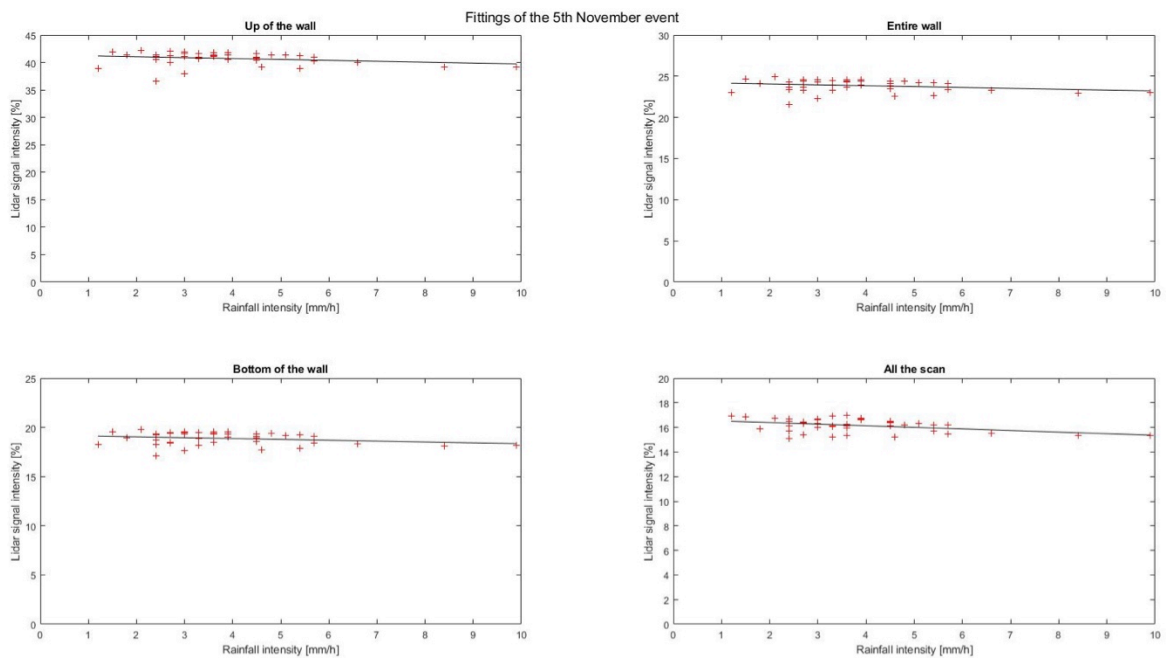 Fittings of the 5th November event
Up of the wall
45
40
35
30
25
20
15
10
5
0
Lidar signal intensity [%]
0 1 2 3 4 5 6 7 8 9 10
Rainfall intensity [mm/h]
Entire wall
30
25
20
15
10
5
0
Lidar signal intensity [%]
0 1 2 3 4 5 6 7 8 9 10
Rainfall intensity [mm/h]
Bottom of the wall
25
20
15
10
5
0
Lidar signal intensity [%]
0 1 2 3 4 5 6 7 8 9 10
Rainfall intensity [mm/h]
All the scan
20
18
16
14
12
10
8
6
4
2
0
Lidar signal intensity [%]
0 1 2 3 4 5 6 7 8 9 10
Rainfall intensity [mm/h]